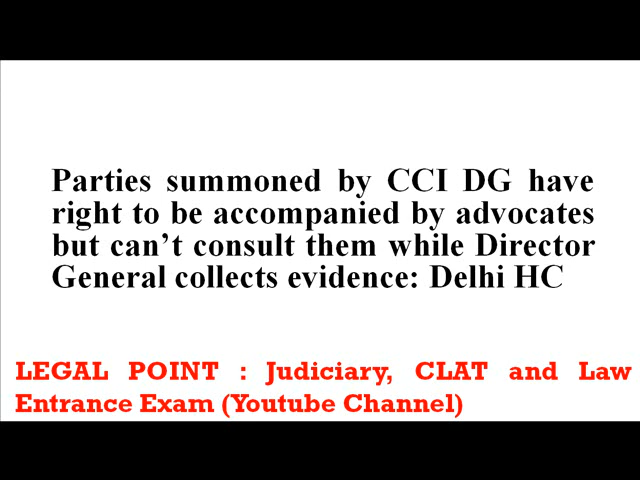 Parties summoned by CCI DG have
right to be accompanied by advocates
but can’t consult them while Director
General collects evidence: Delhi HC
LEGAL POINT : Judiciary, CLAT and Law
Entrance Exam (Youtube Channel)